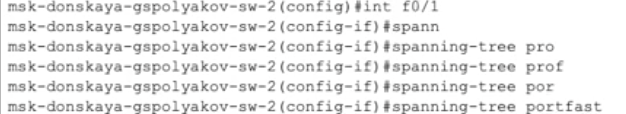 msk-donskaya-gspolyakov-sw-2(config)#int f0/1
msk-donskaya-gspolyakov-sw-2(config-if)#spann
msk-donskaya-gspolyakov-sw-2(config-if)#spanning-tree pro
msk-donskaya-gspolyakov-sw-2(config-if)#spanning-tree prof
msk-donskaya-gspolyakov-sw-2(config-if)#spanning-tree por
msk-donskaya-gspolyakov-sw-2(config-if)#spanning-tree portfast